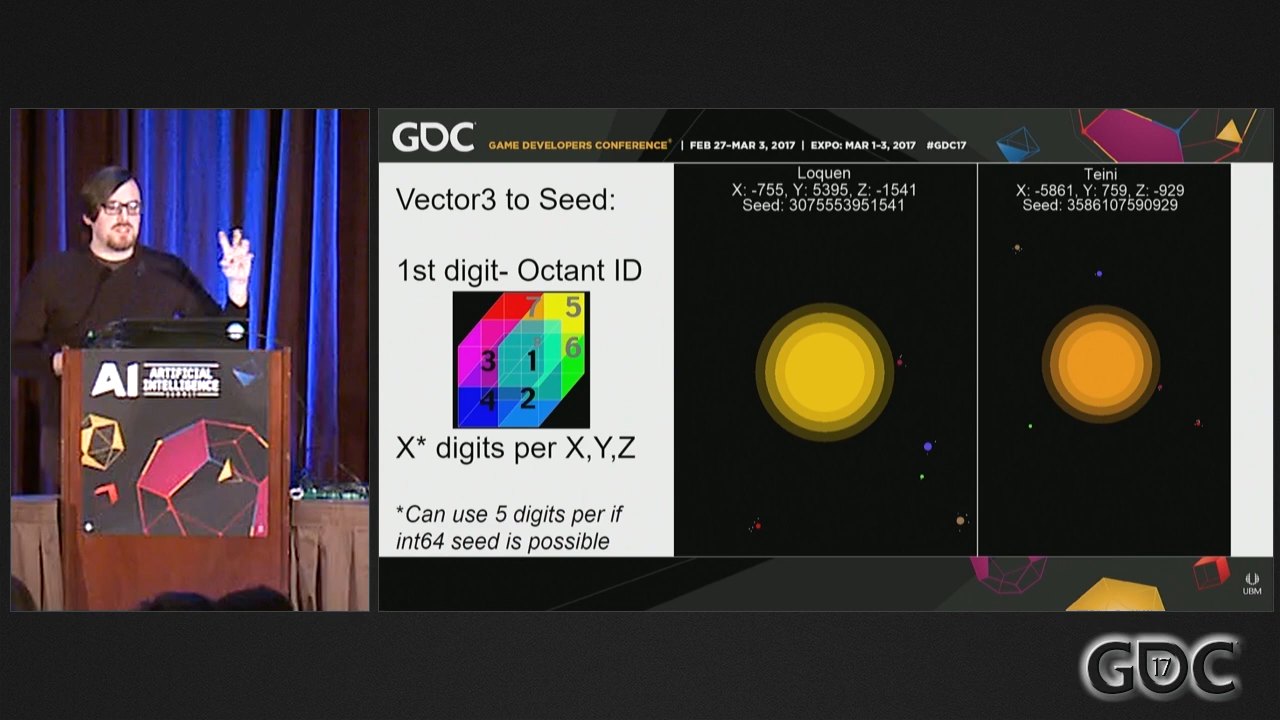 GDC
GAME DEVELOPERS CONFERENCE® | FEB 27–MAR 3, 2017 | EXPO: MAR 1–3, 2017 #GDC17
Vector3 to Seed:
1st digit- Octant ID
7 5
6
3 1
4 2
X* digits per X,Y,Z
*Can use 5 digits per if
int64 seed is possible
Loquen
X: -755, Y: 5395, Z: -1541
Seed: 3075553951541
Teini
X: -5861, Y: 759, Z: -929
Seed: 3586107590929
AI ARTIFICIAL
INTELLIGENCE
SUMMIT
UBM
GDC
17